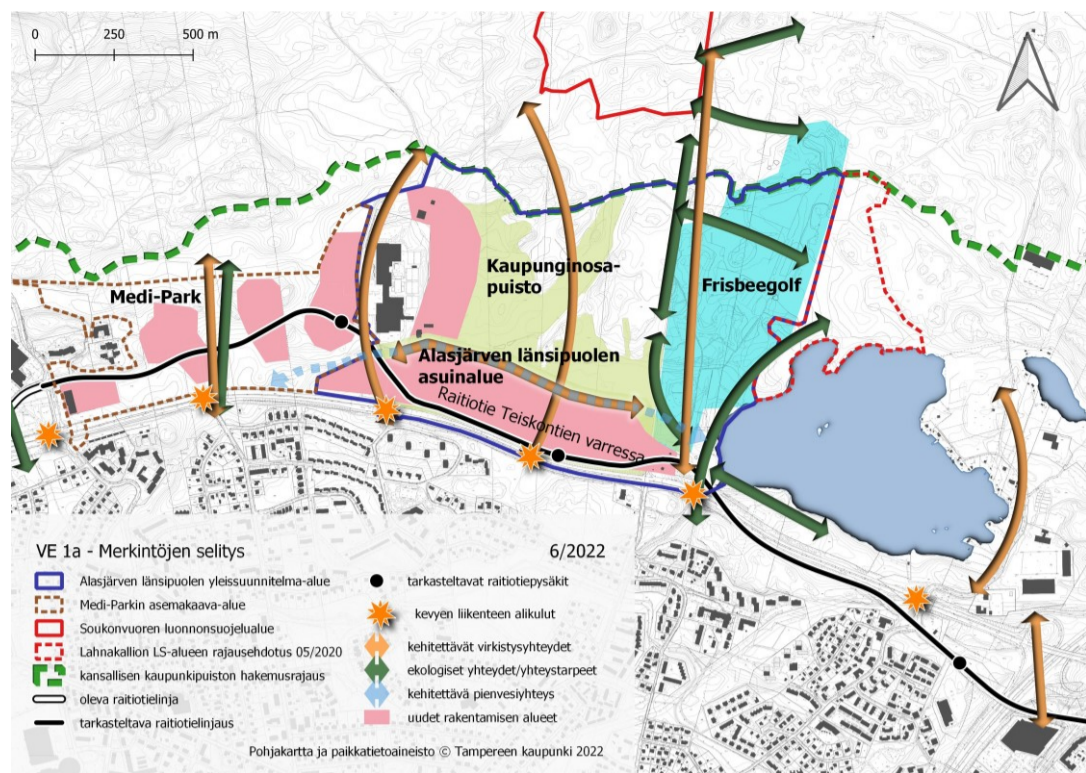 0 250 500 m
Medi-Park
Kaupunginosa-
puisto
Frisbeegolf
Alasjärven länsipuolen
asuinalue
Raitiotie Teiskontien varressa
VE 1a - Merkintöjen selitys 6/2022
Alasjärven länsipuolen yleissuunnitelma-alue
Medi-Parkin asemakaava-alue
Soukonvuoren luonnonsuojelualue
Lahnakallion LS-alueen rajausehdotus 05/2020
kansallisen kaupunkipuiston hakemusrajaus
oleva raitiotielinja
tarkasteltava raitiotielinjaus
tarkasteltavat raitiotiepysäkit
kevyen liikenteen alikulut
kehitettävät virkistysyhteydet
ekologiset yhteydet/yhteystarpeet
kehitettävä pienvesiyhteys
uudet rakentamisen alueet
Pohjakartta ja paikkatietoaineisto © Tampereen kaupunki 2022